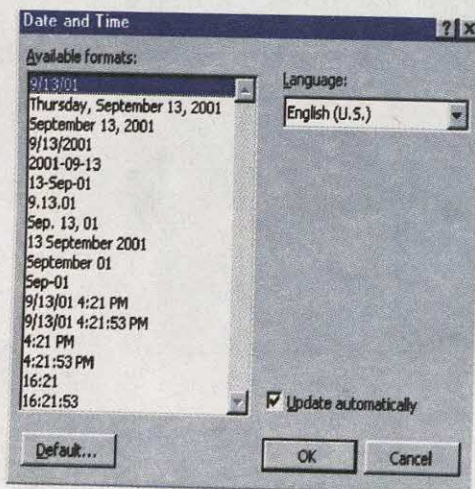 Date and Time
? x
Available formats:
9/13/01
Thursday, September 13, 2001
September 13, 2001
9/13/2001
2001-09-13
13-Sep-01
9.13.01
Sep. 13, 01
13 September 2001
September 01
Sep-01
9/13/01 4:21 PM
9/13/01 4:21:53 PM
4:21 PM
4:21:53 PM
16:21
16:21:53
Language:
English (U.S.)
Update automatically
Default...
OK
Cancel